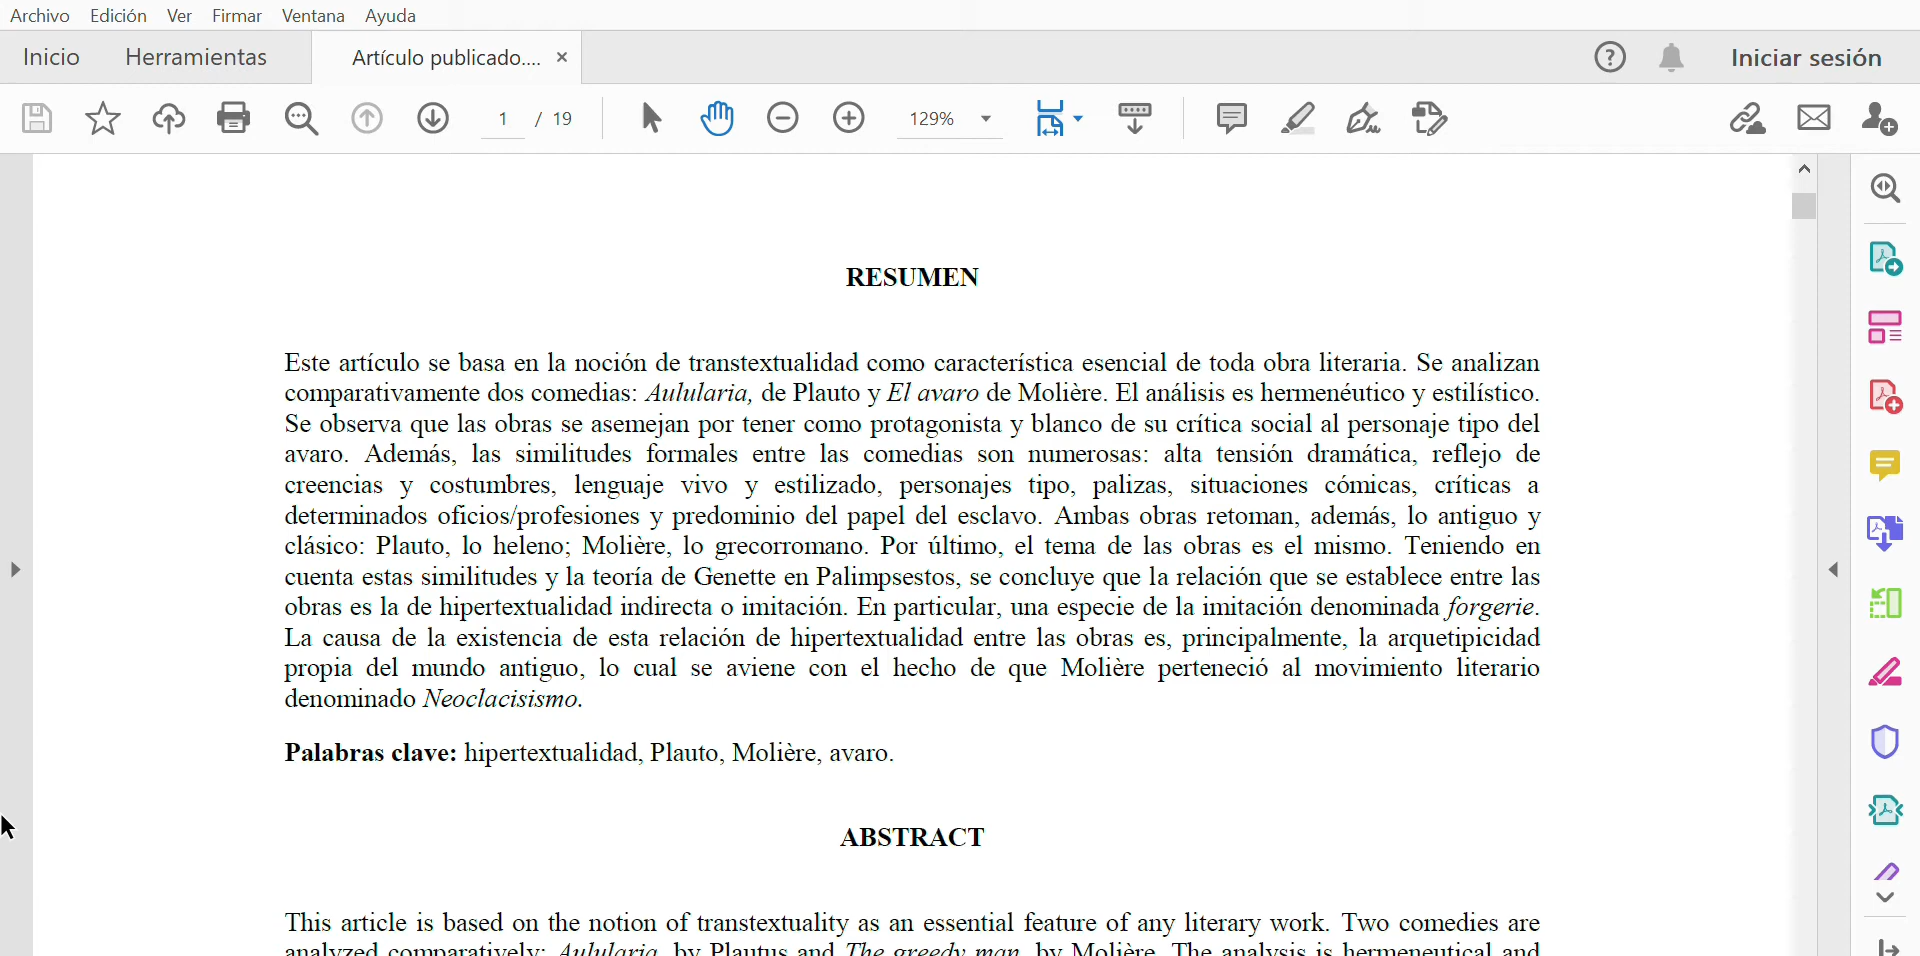 Archivo Edición Ver Firmar Ventana Ayuda
Inicio Herramientas Artículo publicado.... × Iniciar sesión
1 / 19 129%
RESUMEN
Este artículo se basa en la noción de transtextualidad como característica esencial de toda obra literaria. Se analizan
comparativamente dos comedias: Aulularia, de Plauto y El avaro de Molière. El análisis es hermenéutico y estilístico.
Se observa que las obras se asemejan por tener como protagonista y blanco de su crítica social al personaje tipo del
avaro. Además, las similitudes formales entre las comedias son numerosas: alta tensión dramática, reflejo de
creencias y costumbres, lenguaje vivo y estilizado, personajes tipo, palizas, situaciones cómicas, críticas a
determinados oficios/profesiones y predominio del papel del esclavo. Ambas obras retoman, además, lo antiguo y
clásico: Plauto, lo heleno; Molière, lo grecorromano. Por último, el tema de las obras es el mismo. Teniendo en
cuenta estas similitudes y la teoría de Genette en Palimpsestos, se concluye que la relación que se establece entre las
obras es la de hipertextualidad indirecta o imitación. En particular, una especie de la imitación denominada forgerie.
La causa de la existencia de esta relación de hipertextualidad entre las obras es, principalmente, la arquetipicidad
propia del mundo antiguo, lo cual se aviene con el hecho de que Molière perteneció al movimiento literario
denominado Neoclacisismo.
Palabras clave: hipertextualidad, Plauto, Molière, avaro.
ABSTRACT
This article is based on the notion of transtextuality as an essential feature of any literary work. Two comedies are
analyzed comparatively: Aulularia, by Plautus and The greedy man, by Molière. The analysis is hermeneutical and